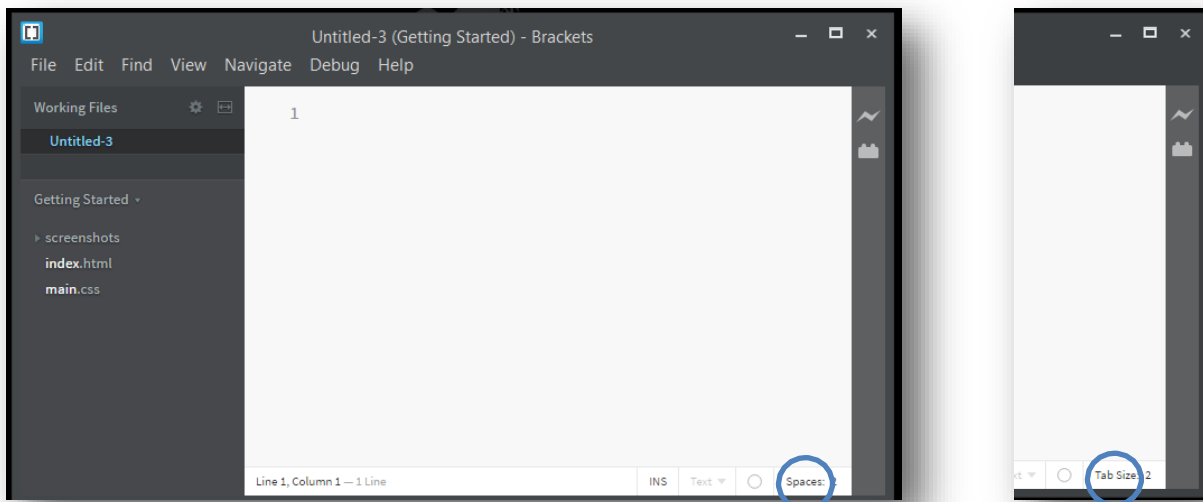 Untitled-3 (Getting Started) - Brackets
File Edit Find View Navigate Debug Help
Working Files
Untitled-3
Getting Started
screenshots
index.html
main.css
1
Line 1, Column 1 — 1 Line
INS Text Spaces:
Tab Size: 2